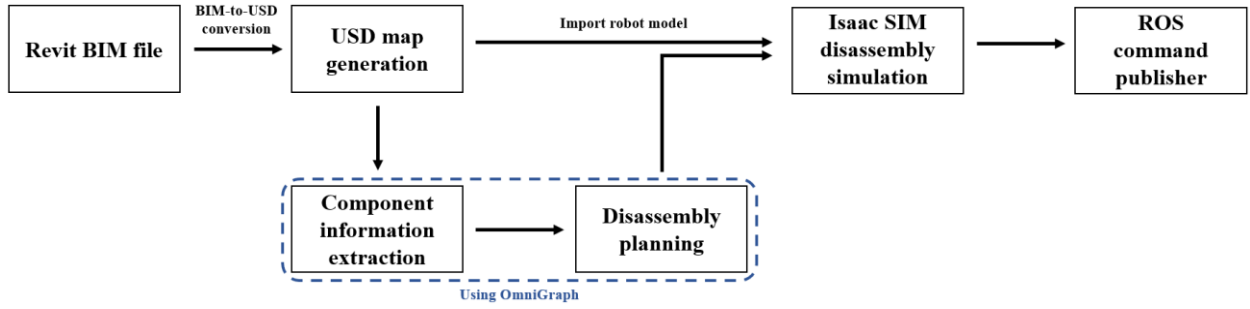 Revit BIM file
BIM-to-USD
conversion
USD map
generation
Import robot model
Isaac SIM
disassembly
simulation
ROS
command
publisher
Component
information
extraction
Disassembly
planning
Using OmniGraph